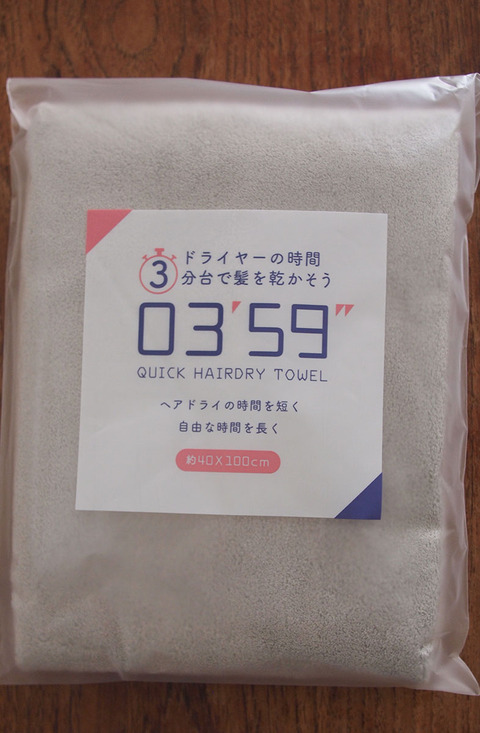 ドライヤーの時間
3分台で髪を乾かそう
03'59"
QUICK HAIRDRY TOWEL
ヘアドライの時間を短く
自由な時間を長く
約40X100cm